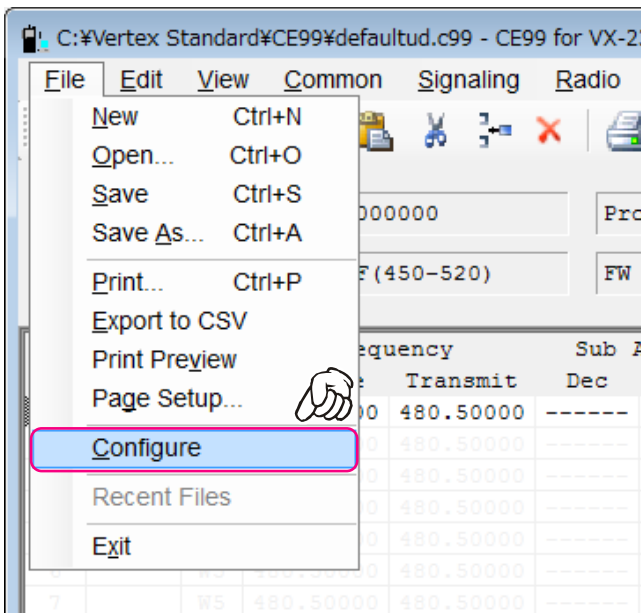 C:¥Vertex Standard¥CE99¥defaultud.c99 - CE99 for VX-2
File Edit View Common Signaling Radio
New Ctrl+N
Open... Ctrl+O
Save Ctrl+S
Save As... Ctrl+A
Print... Ctrl+P
Export to CSV
Print Preview
Page Setup...
Configure
Recent Files
Exit
000000 Pro
F(450-520) FW
equency Sub A
Transmit Dec
00 480.50000 ------
480.50000 ------
480.50000 ------
480.50000 ------
480.50000 ------
480.50000 ------
7 W5 480.50000 480.50000 ------